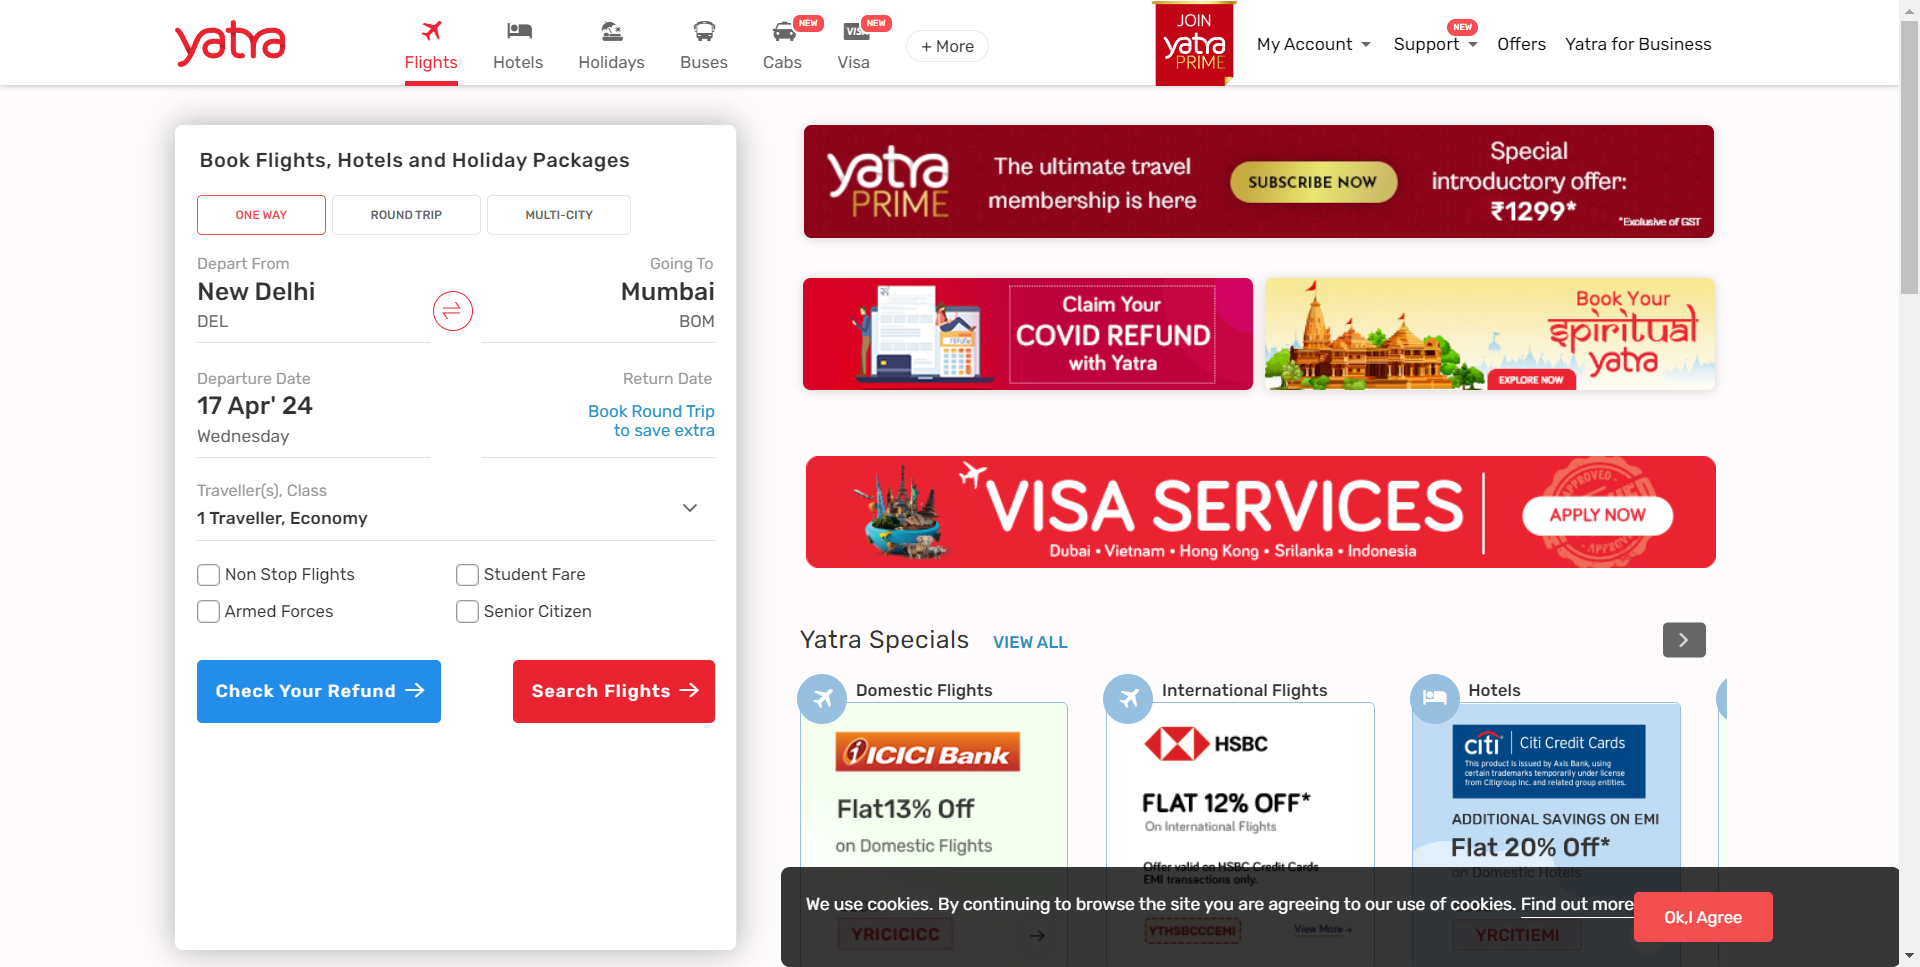 yatra
Flights
Hotels
Holidays
Buses
NEW
Cabs
VISA
NEW
Visa
+ More
JOIN
yatra
PRIME
My Account
NEW
Support
Offers
Yatra for Business
Book Flights, Hotels and Holiday Packages
ONE WAY
ROUND TRIP
MULTI-CITY
Depart From
New Delhi
DEL
Going To
Mumbai
BOM
Departure Date
17 Apr' 24
Wednesday
Return Date
Book Round Trip
to save extra
Traveller(s), Class
1 Traveller, Economy
Non Stop Flights
Student Fare
Armed Forces
Senior Citizen
Check Your Refund
Search Flights
yatra
PRIME
The ultimate travel
membership is here
SUBSCRIBE NOW
Special
introductory offer:
₹1299*
*Exclusive of GST
Claim Your
COVID REFUND
with Yatra
Book Your
spiritual
yatra
EXPLORE NOW
VISA SERVICES
Dubai • Vietnam • Hong Kong • Srilanka • Indonesia
APPROVED
APPLY NOW
Yatra Specials
VIEW ALL
Domestic Flights
ICICI Bank
Flat13% Off
on Domestic Flights
YRICICICC
International Flights
HSBC
FLAT 12% OFF*
On International Flights
Offer valid on HSBC Credit Cards
EMI transactions only.
YTHSBCCCEMI
View More
Hotels
citi
Citi Credit Cards
This product is issued by Axis Bank, using
certain trademarks temporarily under license
from Citigroup Inc. and related group entities.
ADDITIONAL SAVINGS ON EMI
Flat 20% Off*
on Domestic Hotels
YRCITIEMI
We use cookies. By continuing to browse the site you are agreeing to our use of cookies. Find out more
Ok,I Agree